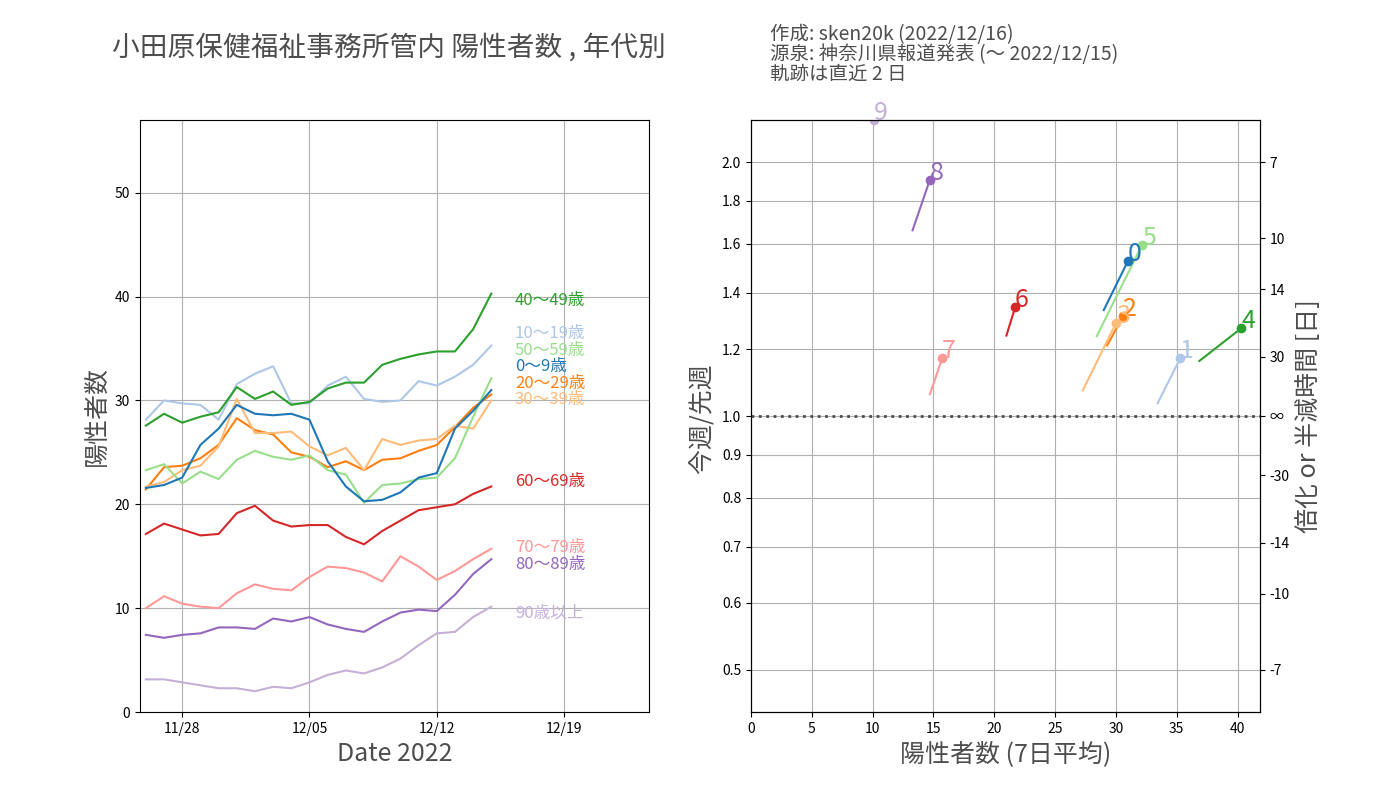 小田原保健福祉事務所管内 陽性者数 , 年代別
作成: sken20k (2022/12/16)
源泉: 神奈川県報道発表 (～ 2022/12/15)
軌跡は直近 2 日
陽性者数
50
40
30
20
10
0
11/28
12/05
12/12
12/19
Date 2022
40～49歳
10～19歳
50～59歳
0～9歳
20～29歳
30～39歳
60～69歳
70～79歳
80～89歳
90歳以上
今週/先週
2.0
1.8
1.6
1.4
1.2
1.0
0.9
0.8
0.7
0.6
0.5
9
8
5
0
6
2
3
4
7
1
0
5
10
15
20
25
30
35
40
陽性者数 (7日平均)
7
10
14
30
∞
-30
-14
-10
-7
倍化 or 半減時間 [日]